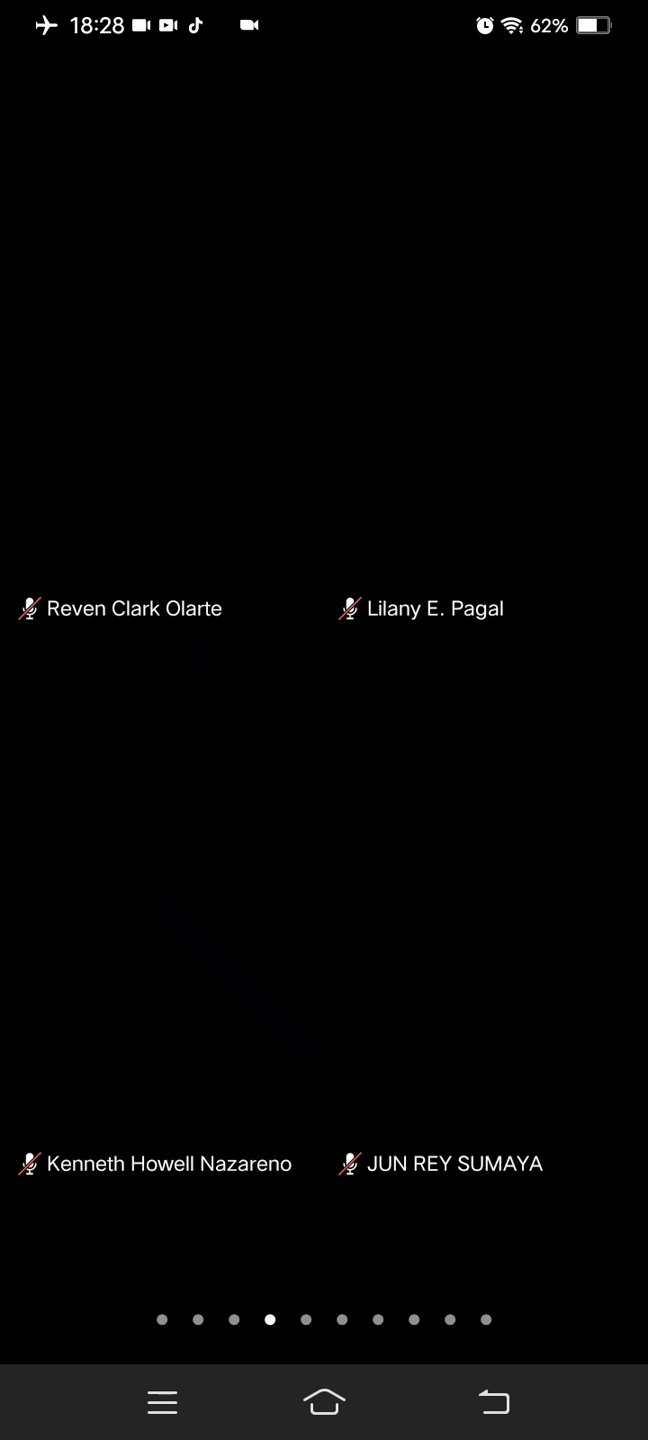 18:28
62%
Reven Clark Olarte
Lilany E. Pagal
Kenneth Howell Nazareno
JUN REY SUMAYA